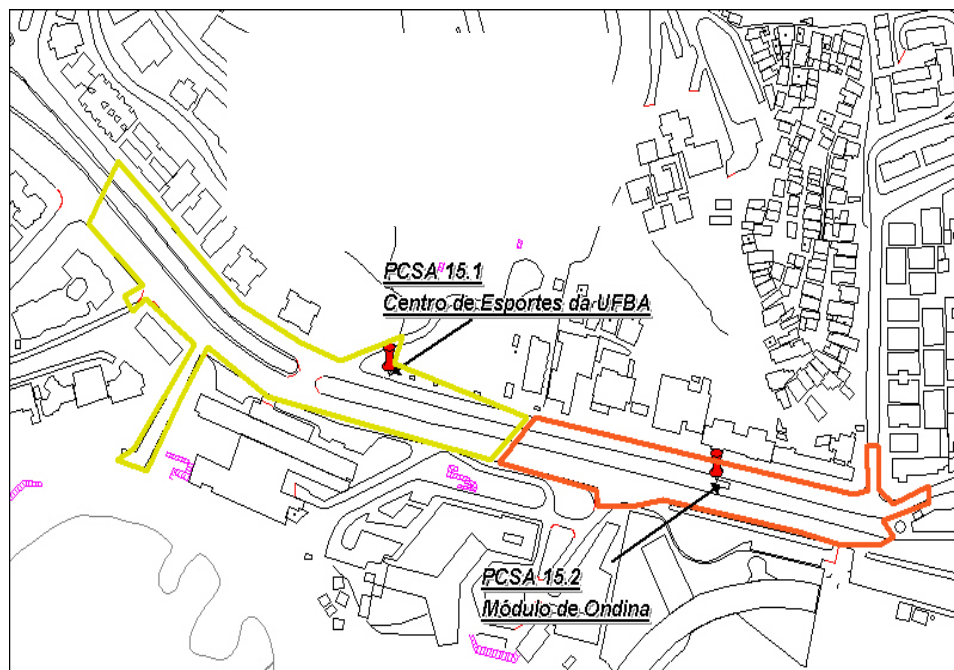 PCSA 15.1
Centro de Esportes da UFBA
PCSA 15.2
Módulo de Ondina